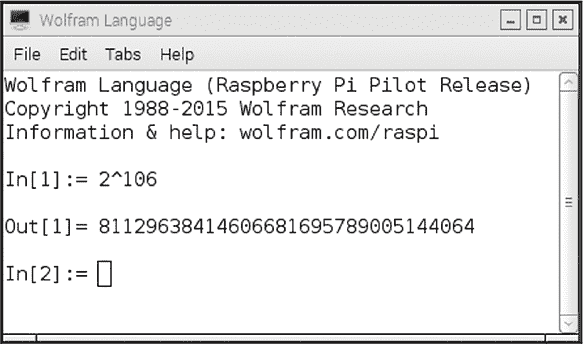 Wolfram Language
File Edit Tabs Help
Wolfram Language (Raspberry Pi Pilot Release)
Copyright 1988-2015 Wolfram Research
Information & help: wolfram.com/raspi
In[1]:= 2^106
Out[1]= 81129638414606681695789005144064
In[2]:=